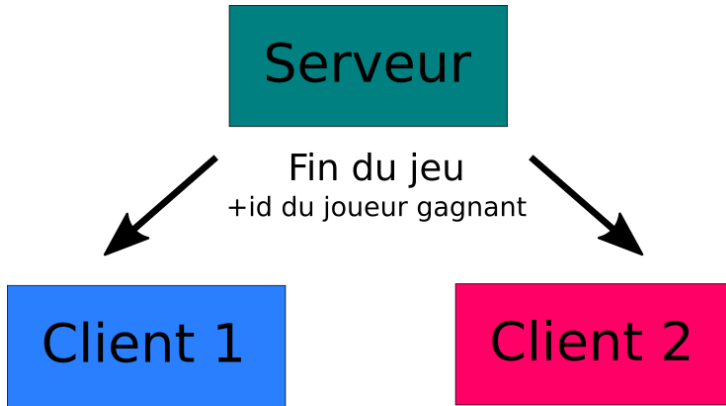 Serveur
Fin du jeu
+id du joueur gagnant
Client 1
Client 2